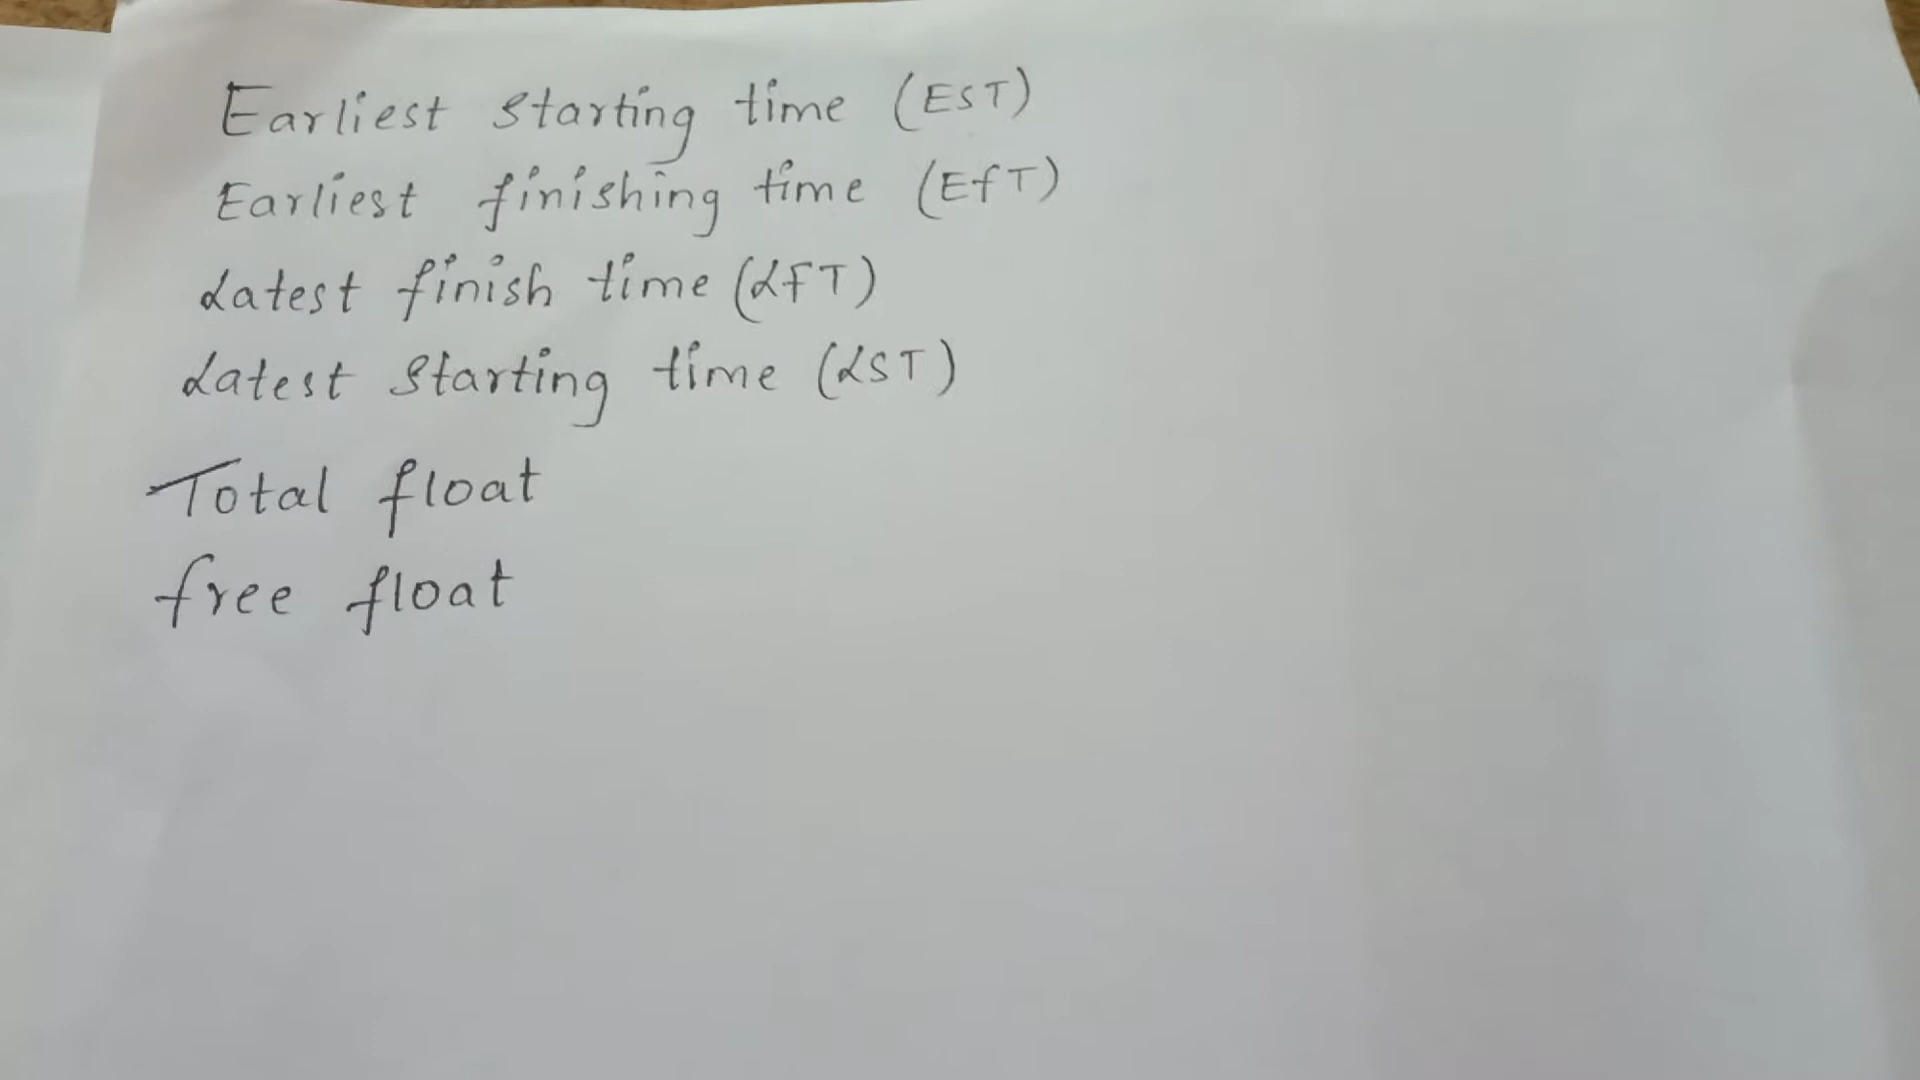 Earliest starting time (EST)
Earliest finishing time (EfT)
Latest finish time (LFT)
Latest starting time (LST)
Total float
free float